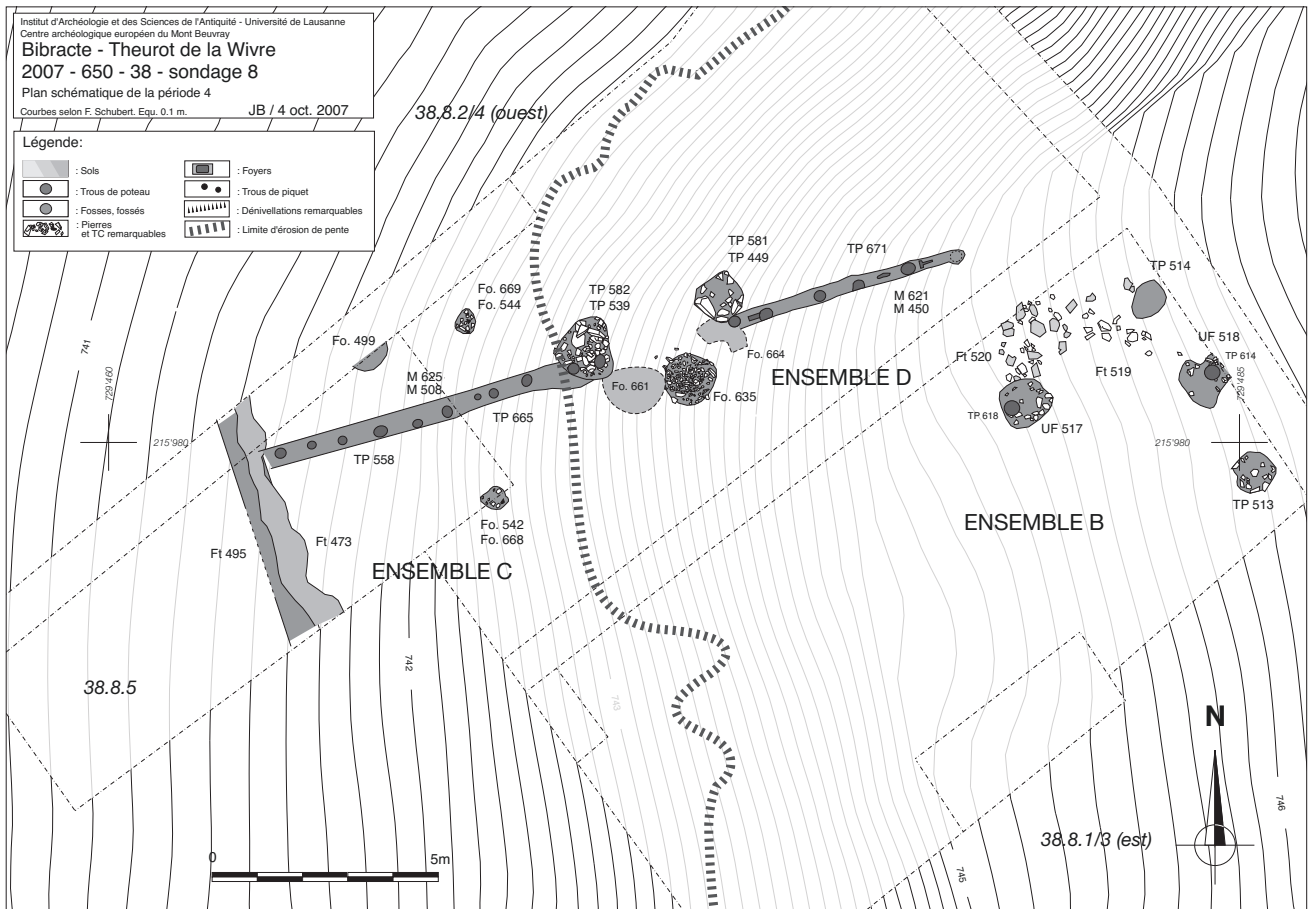 Institut d'Archéologie et des Sciences de l'Antiquité - Université de Lausanne
Centre archéologique européen du Mont Beuvray
Bibracte - Theurot de la Wivre
2007 - 650 - 38 - sondage 8
Plan schématique de la période 4
Courbes selon F. Schubert. Equ. 0.1 m.
JB / 4 oct. 2007
Légende:
: Sols
: Foyers
: Trous de poteau
: Trous de piquet
: Fosses, fossés
: Dénivellations remarquables
: Pierres
et TC remarquables
: Limite d'érosion de pente
38.8.2/4 (ouest)
TP 581
TP 449
TP 671
TP 514
Fo. 669
Fo. 544
TP 582
TP 539
M 621
M 450
Fo. 499
741
729'460
UF 518
TP 614
Fo. 664
Ft 520
Ft 519
729'485
M 625
M 508
Fo. 661
ENSEMBLE D
Fo. 635
TP 665
TP 618
UF 517
215'980
215'980
TP 558
TP 513
Fo. 542
Fo. 668
ENSEMBLE B
Ft 495
Ft 473
ENSEMBLE C
742
38.8.5
743
N
746
38.8.1/3 (est)
745
0
5m